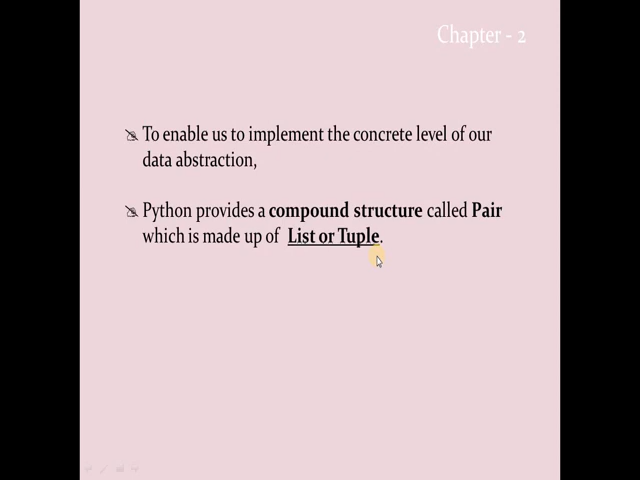 Chapter - 2
To enable us to implement the concrete level of our
data abstraction,
Python provides a compound structure called Pair
which is made up of List or Tuple.